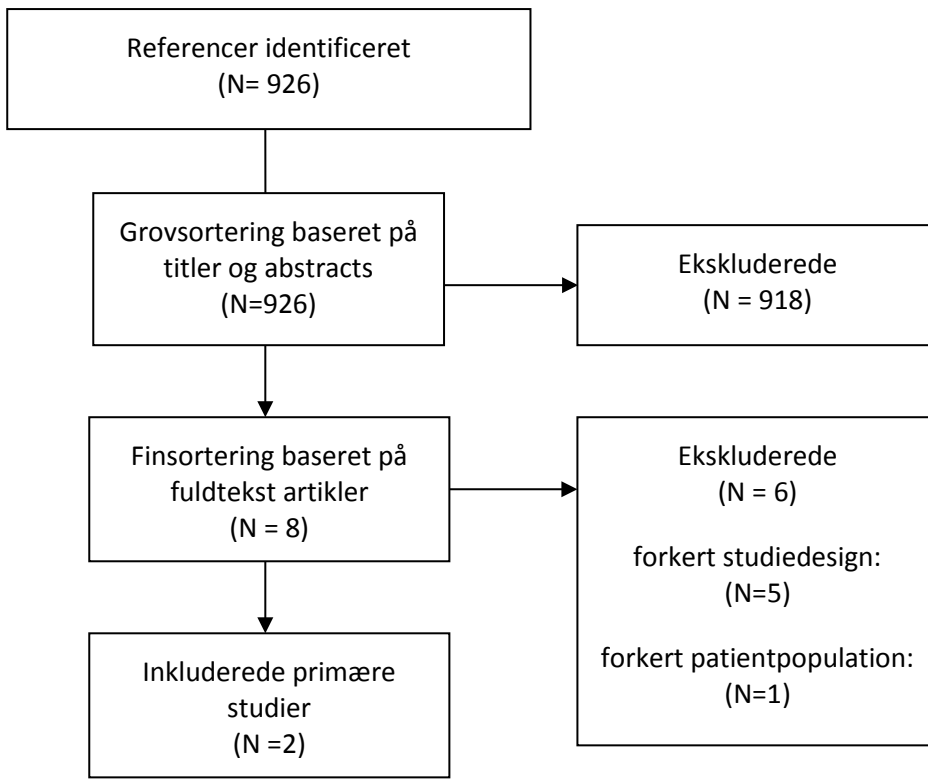 Referencer identificeret
(N= 926)
Grovsortering baseret på
titler og abstracts
(N=926)
Ekskluderede
(N = 918)
Finsortering baseret på
fuldtekst artikler
(N = 8)
Ekskluderede
(N = 6)
forkert studiedesign:
(N=5)
forkert patientpopulation:
(N=1)
Inkluderede primære
studier
(N =2)